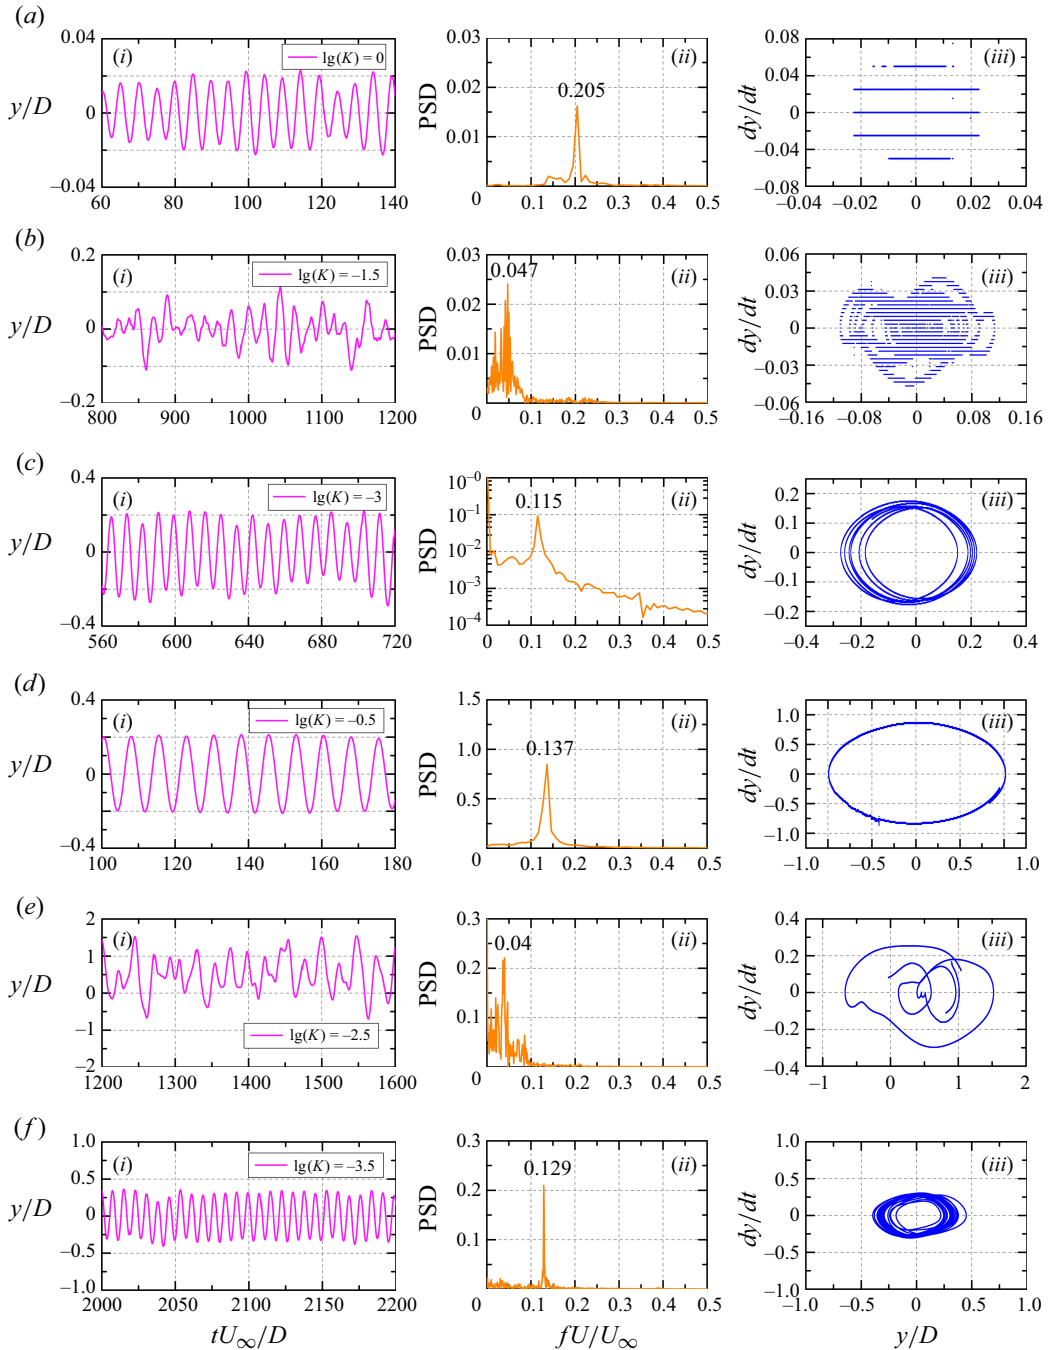 (a)
(i) lg(K) = 0
y/D
0.04
0
–0.04
60 80 100 120 140
(ii)
0.205
PSD
0.03
0.02
0.01
0 0.1 0.2 0.3 0.4 0.5
(iii)
dy/dt
0.08
0.04
0
–0.04
–0.08
–0.04 –0.02 0 0.02 0.04
(b)
(i) lg(K) = –1.5
y/D
0.2
0
–0.2
800 900 1000 1100 1200
(ii)
0.047
PSD
0.03
0.02
0.01
0 0.1 0.2 0.3 0.4 0.5
(iii)
dy/dt
0.06
0.03
0
–0.03
–0.06
–0.16 –0.08 0 0.08 0.16
(c)
(i) lg(K) = –3
y/D
0.4
0
–0.4
560 600 640 680 720
(ii)
0.115
PSD
10⁻⁰
10⁻¹
10⁻²
10⁻³
10⁻⁴
0 0.1 0.2 0.3 0.4 0.5
(iii)
dy/dt
0.2
0.1
0
–0.1
–0.2
–0.4 –0.2 0 0.2 0.4
(d)
(i) lg(K) = –0.5
y/D
0.4
0
–0.4
100 120 140 160 180
(ii)
0.137
PSD
1.5
1.0
0.5
0 0.1 0.2 0.3 0.4 0.5
(iii)
dy/dt
1.0
0.5
0
–0.5
–1.0
–1.0 –0.5 0 0.5 1.0
(e)
(i)
lg(K) = –2.5
y/D
2
1
0
–1
–2
1200 1300 1400 1500 1600
(ii)
0.04
PSD
0.3
0.2
0.1
0 0.1 0.2 0.3 0.4 0.5
(iii)
dy/dt
0.4
0.2
0
–0.2
–0.4
–1 0 1 2
(f)
(i) lg(K) = –3.5
y/D
1.0
0.5
0
–0.5
–1.0
2000 2050 2100 2150 2200
tU∞/D
(ii)
0.129
PSD
0.3
0.2
0.1
0 0.1 0.2 0.3 0.4 0.5
fU/U∞
(iii)
dy/dt
1.0
0.5
0
–0.5
–1.0
–1.0 –0.5 0 0.5 1.0
y/D